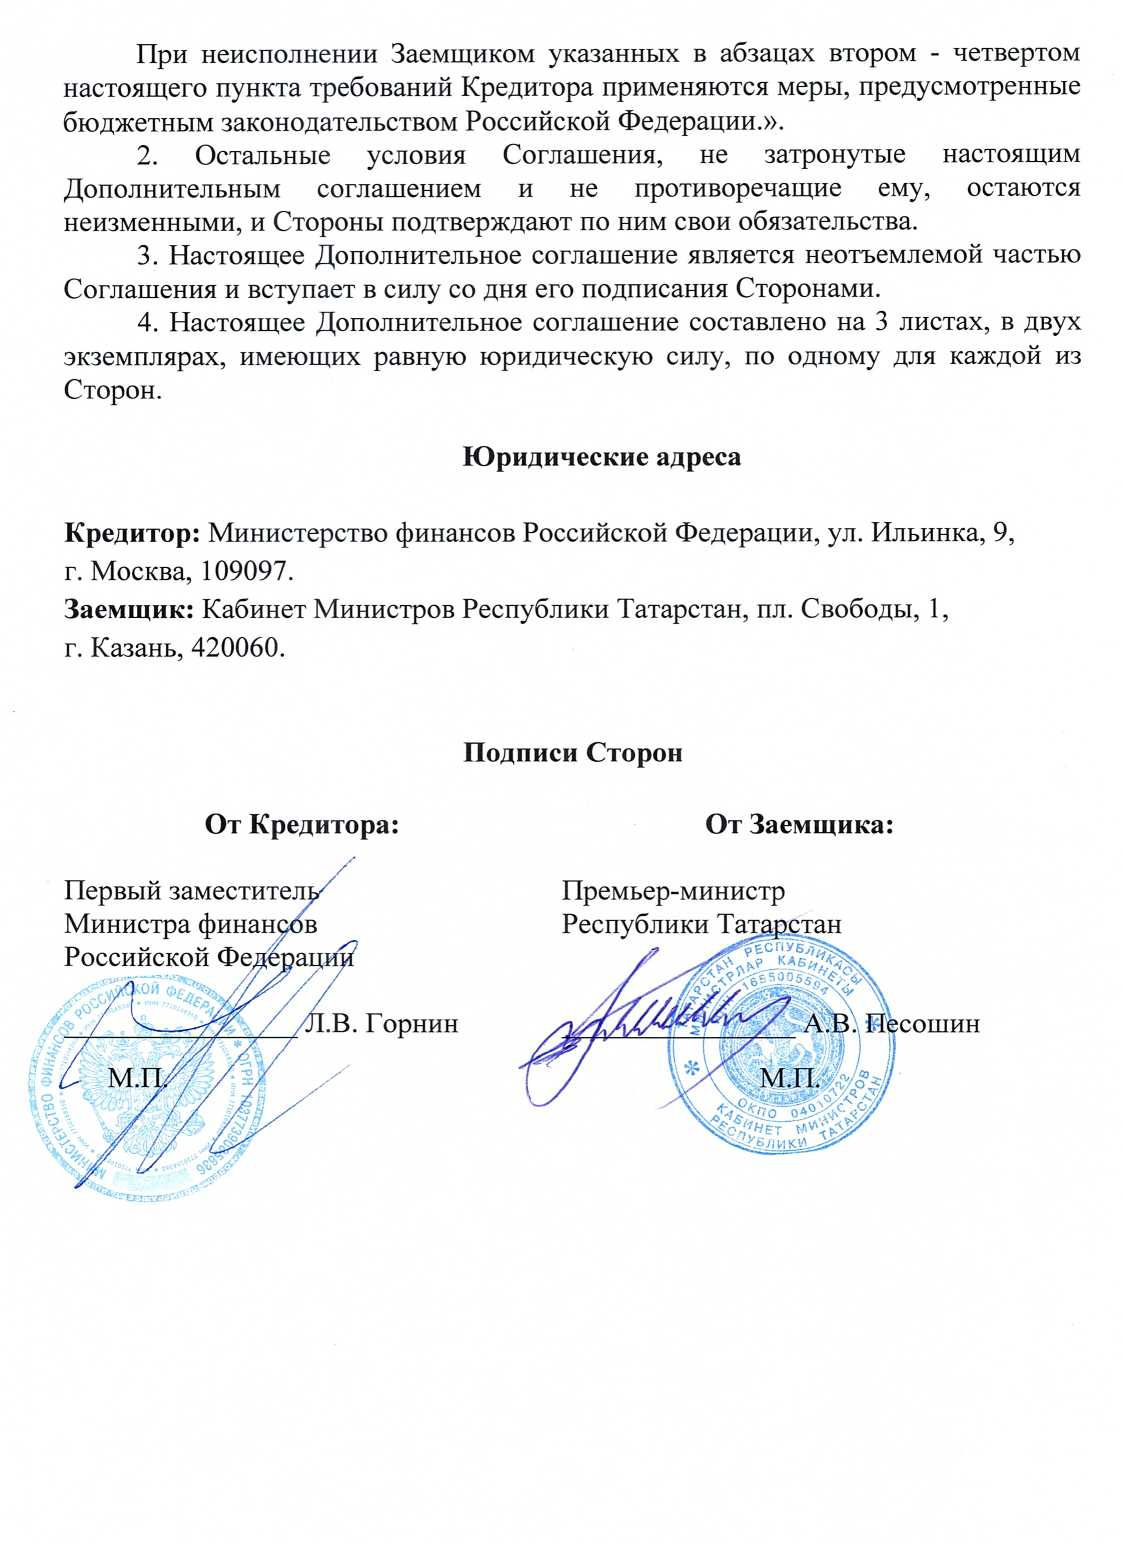 При неисполнении Заемщиком указанных в абзацах втором - четвертом
настоящего пункта требований Кредитора применяются меры, предусмотренные
бюджетным законодательством Российской Федерации.».
2. Остальные условия Соглашения, не затронутые настоящим
Дополнительным соглашением и не противоречащие ему, остаются
неизменными, и Стороны подтверждают по ним свои обязательства.
3. Настоящее Дополнительное соглашение является неотъемлемой частью
Соглашения и вступает в силу со дня его подписания Сторонами.
4. Настоящее Дополнительное соглашение составлено на 3 листах, в двух
экземплярах, имеющих равную юридическую силу, по одному для каждой из
Сторон.
Юридические адреса
Кредитор: Министерство финансов Российской Федерации, ул. Ильинка, 9,
г. Москва, 109097.
Заемщик: Кабинет Министров Республики Татарстан, пл. Свободы, 1,
г. Казань, 420060.
Подписи Сторон
От Кредитора:
Первый заместитель
Министра финансов
Российской Федерации
Л.В. Горнин
М.П.
МИНИСТЕРСТВО ФИНАНСОВ РОССИЙСКОЙ ФЕДЕРАЦИИ * ОГРН
От Заемщика:
Премьер-министр
Республики Татарстан
А.В. Песошин
М.П.
ТАТАРСТАН РЕСПУБЛИКАСЫ
МИНИСТРЛАР КАБИНЕТЫ
1655005594
ОКПО 04010722
КАБИНЕТ МИНИСТРОВ
РЕСПУБЛИКИ ТАТАРСТАН